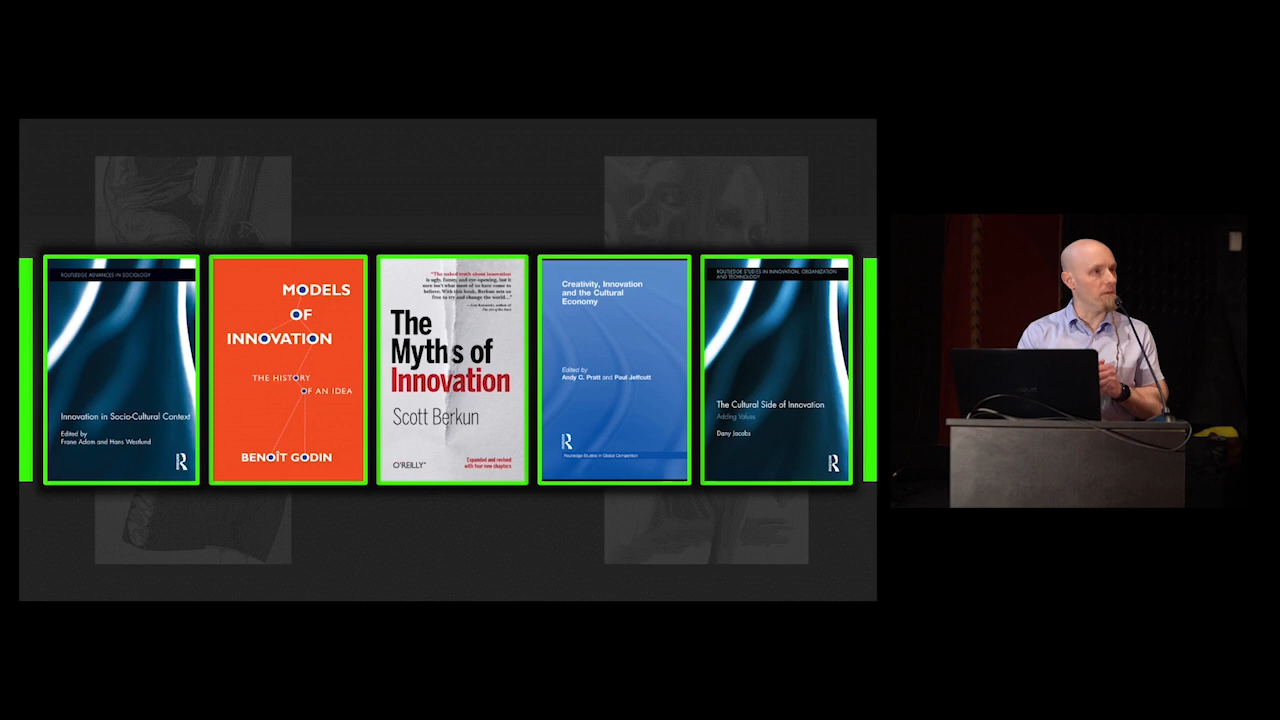 ROUTLEDGE ADVANCES IN SOCIOLOGY
Innovation in Socio-Cultural Context
Edited by
Frane Adam and Hans Westlund
R
MODELS
OF
INNOVATION
THE HISTORY
OF AN IDEA
BENOÎT GODIN
"The naked truth about innovation
is ugly, funny, and eye-opening, but it
sure isn't what most of us have come to
believe. With this book, Berkun sets us
free to try and change the world..."
The
Myths of
Innovation
Scott Berkun
O'REILLY
Expanded and revised
with four new chapters
Creativity, Innovation
and the Cultural
Economy
Edited by
Andy C. Pratt and Paul Jeffcutt
R
Routledge Studies in Global Competition
ROUTLEDGE STUDIES IN INNOVATION, ORGANIZATION
AND TECHNOLOGY
The Cultural Side of Innovation
Adding Values
Dany Jacobs
R